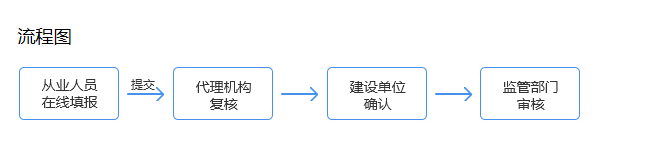 流程图
从业人员
在线填报
提交
代理机构
复核
建设单位
确认
监管部门
审核